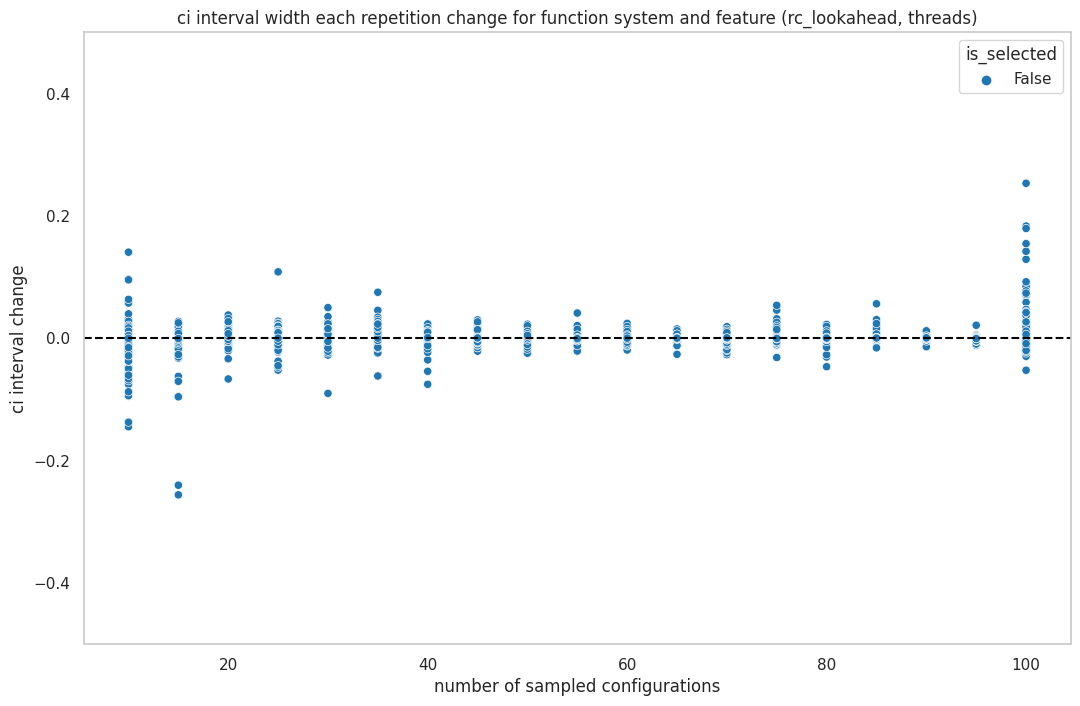 ci interval width each repetition change for function system and feature (rc_lookahead, threads)
is_selected
False
0.4
0.2
0.0
−0.2
−0.4
ci interval change
20
40
60
80
100
number of sampled configurations